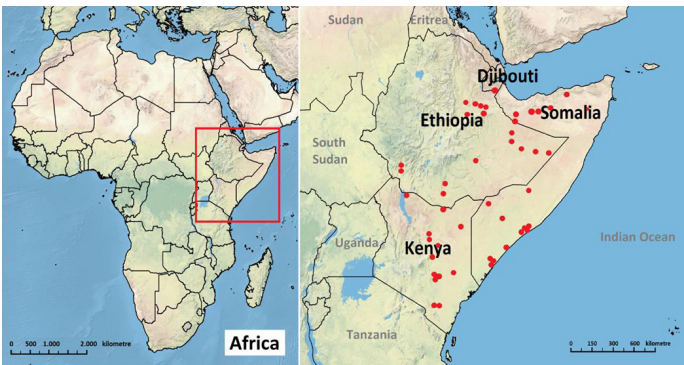 Africa
0 500 1.000 2.000 kilometre
Sudan
Eritrea
Djibouti
Ethiopia
Somalia
South
Sudan
Uganda
Kenya
Indian Ocean
Tanzania
0 150 300 600 kilometre